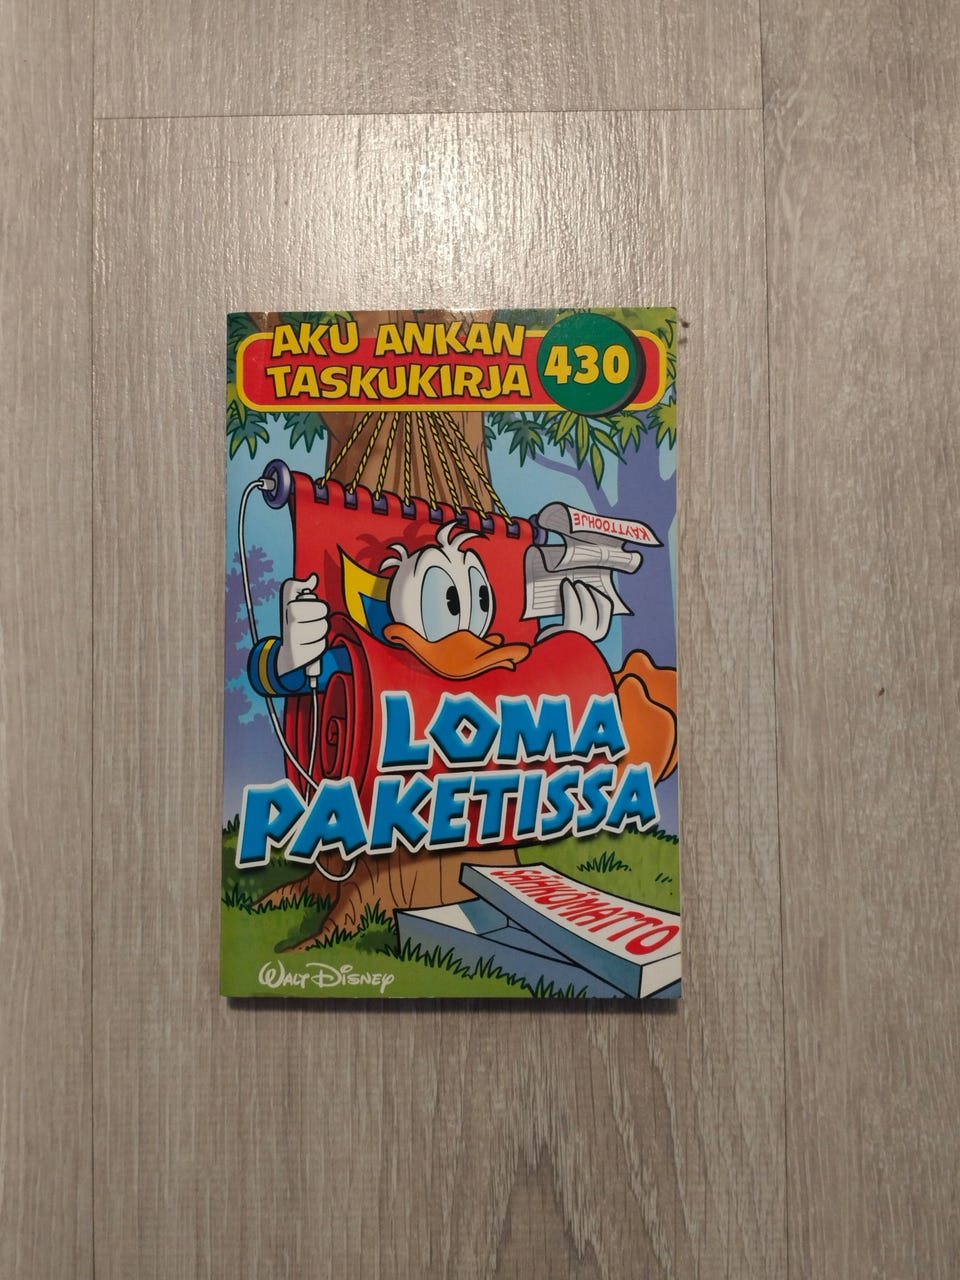 AKU ANKAN
TASKUKIRJA
430
KÄYTTÖOHJE
LOMA
PAKETISSA
SÄHKÖMATTO
WALT DISNEY